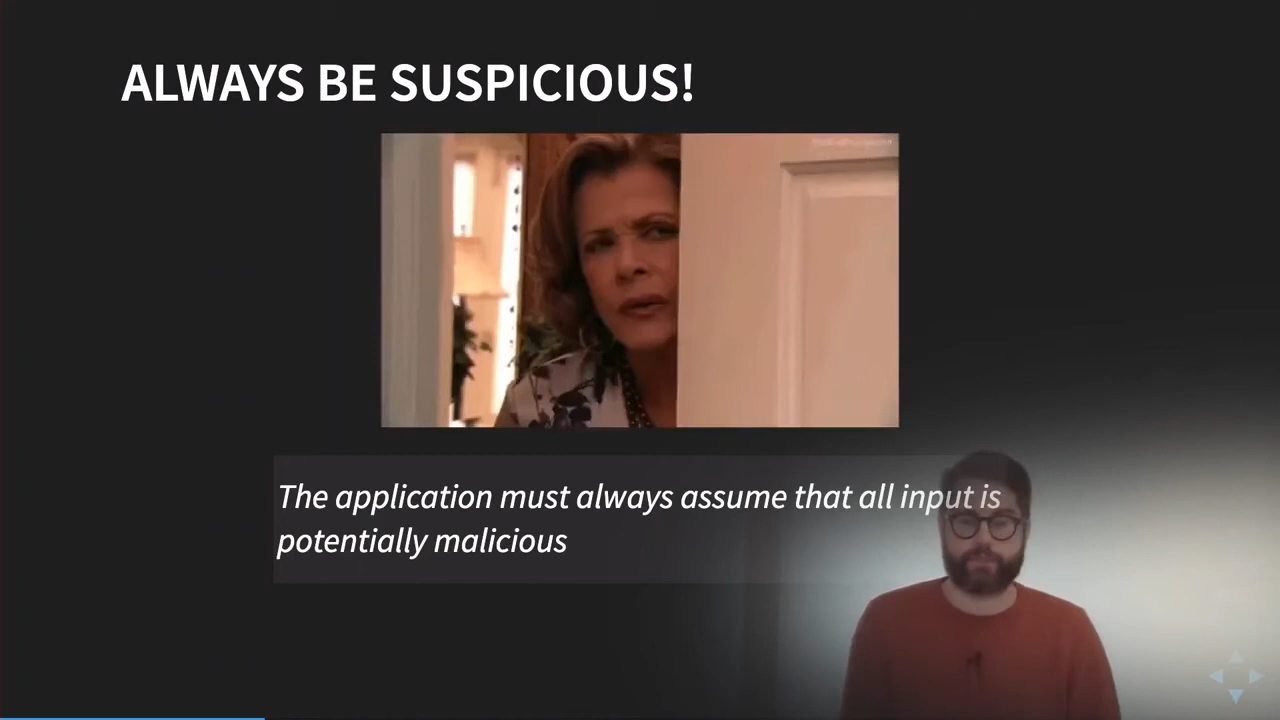 ALWAYS BE SUSPICIOUS!
The application must always assume that all input is
potentially malicious